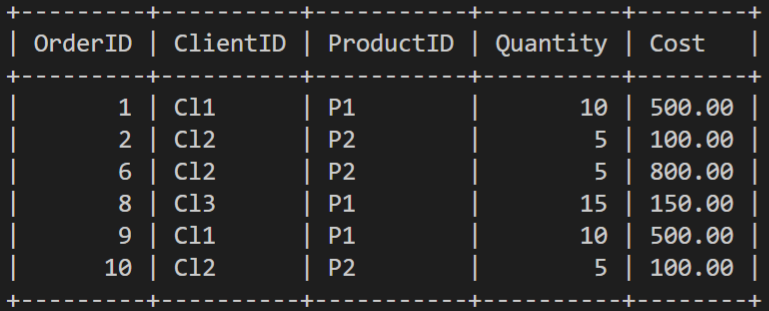 +---------+----------+-----------+----------+--------+
| OrderID | ClientID | ProductID | Quantity | Cost   |
+---------+----------+-----------+----------+--------+
|       1 | Cl1      | P1        |       10 | 500.00 |
|       2 | Cl2      | P2        |        5 | 100.00 |
|       6 | Cl2      | P2        |        5 | 800.00 |
|       8 | Cl3      | P1        |       15 | 150.00 |
|       9 | Cl1      | P1        |       10 | 500.00 |
|      10 | Cl2      | P2        |        5 | 100.00 |
+---------+----------+-----------+----------+--------+